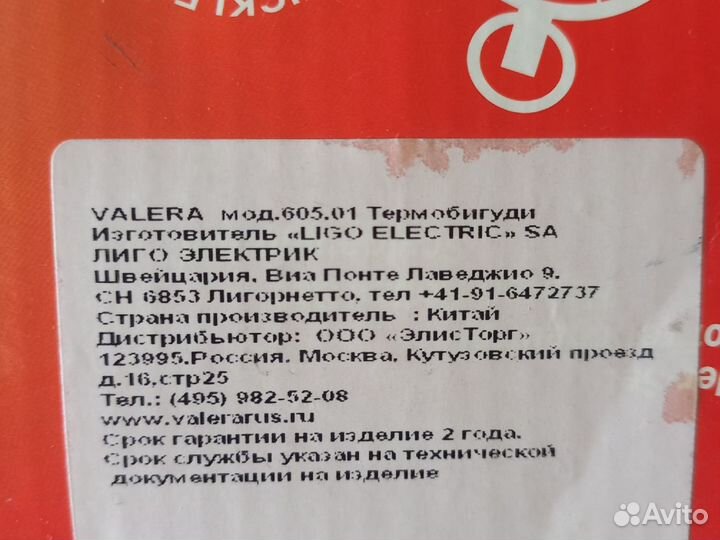 CKLE
VALERA мод.605.01 Термобигуди
Изготовитель «LIGO ELECTRIC» SA
ЛИГО ЭЛЕКТРИК
Швейцария, Виа Понте Лаведжио 9,
CH 6853 Лигорнетто, тел +41-91-6472737
Страна производитель : Китай
Дистрибьютор: ООО «ЭлисТорг»
123995,Россия, Москва, Кутузовский проезд
д.16,стр25
Тел.: (495) 982-52-08
www.valerarus.ru
Срок гарантии на изделие 2 года.
Срок службы указан на технической
документации на изделие
Avito